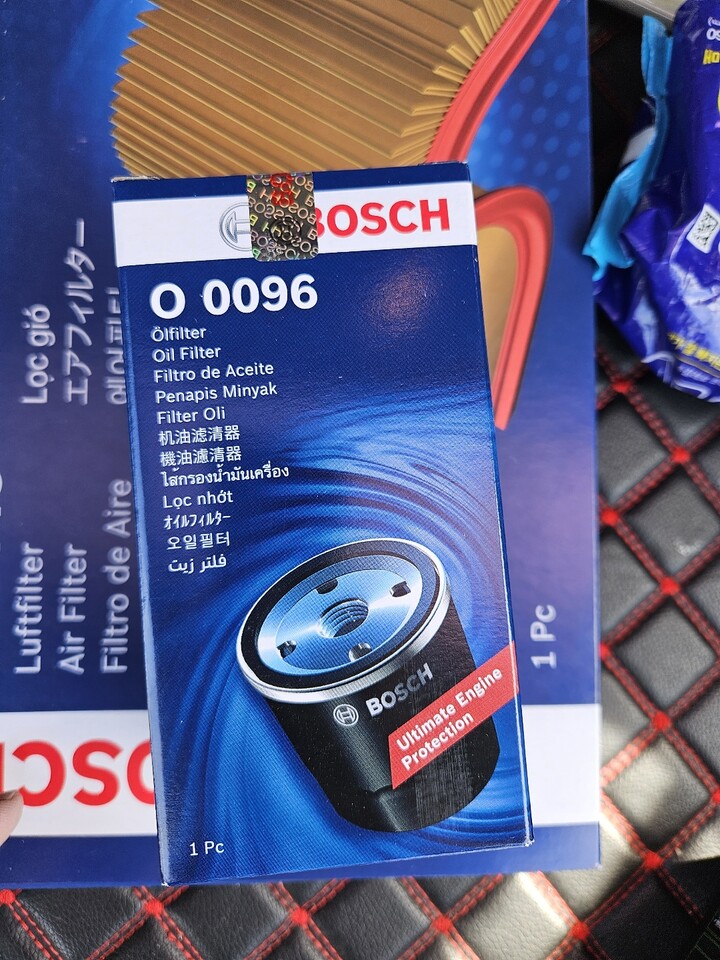 BOSCH
O 0096
Ölfilter
Oil Filter
Filtro de Aceite
Penapis Minyak
Filter Oli
机油滤清器
機油濾清器
ไส้กรองน้ำมันเครื่อง
Lọc nhớt
オイルフィルター
오일필터
فلتر زيت
BOSCH
Ultimate Engine
Protection
1 Pc
Lọc gió
エアフィルター
Luftfilter
Air Filter
Filtro de Aire
1 Pc